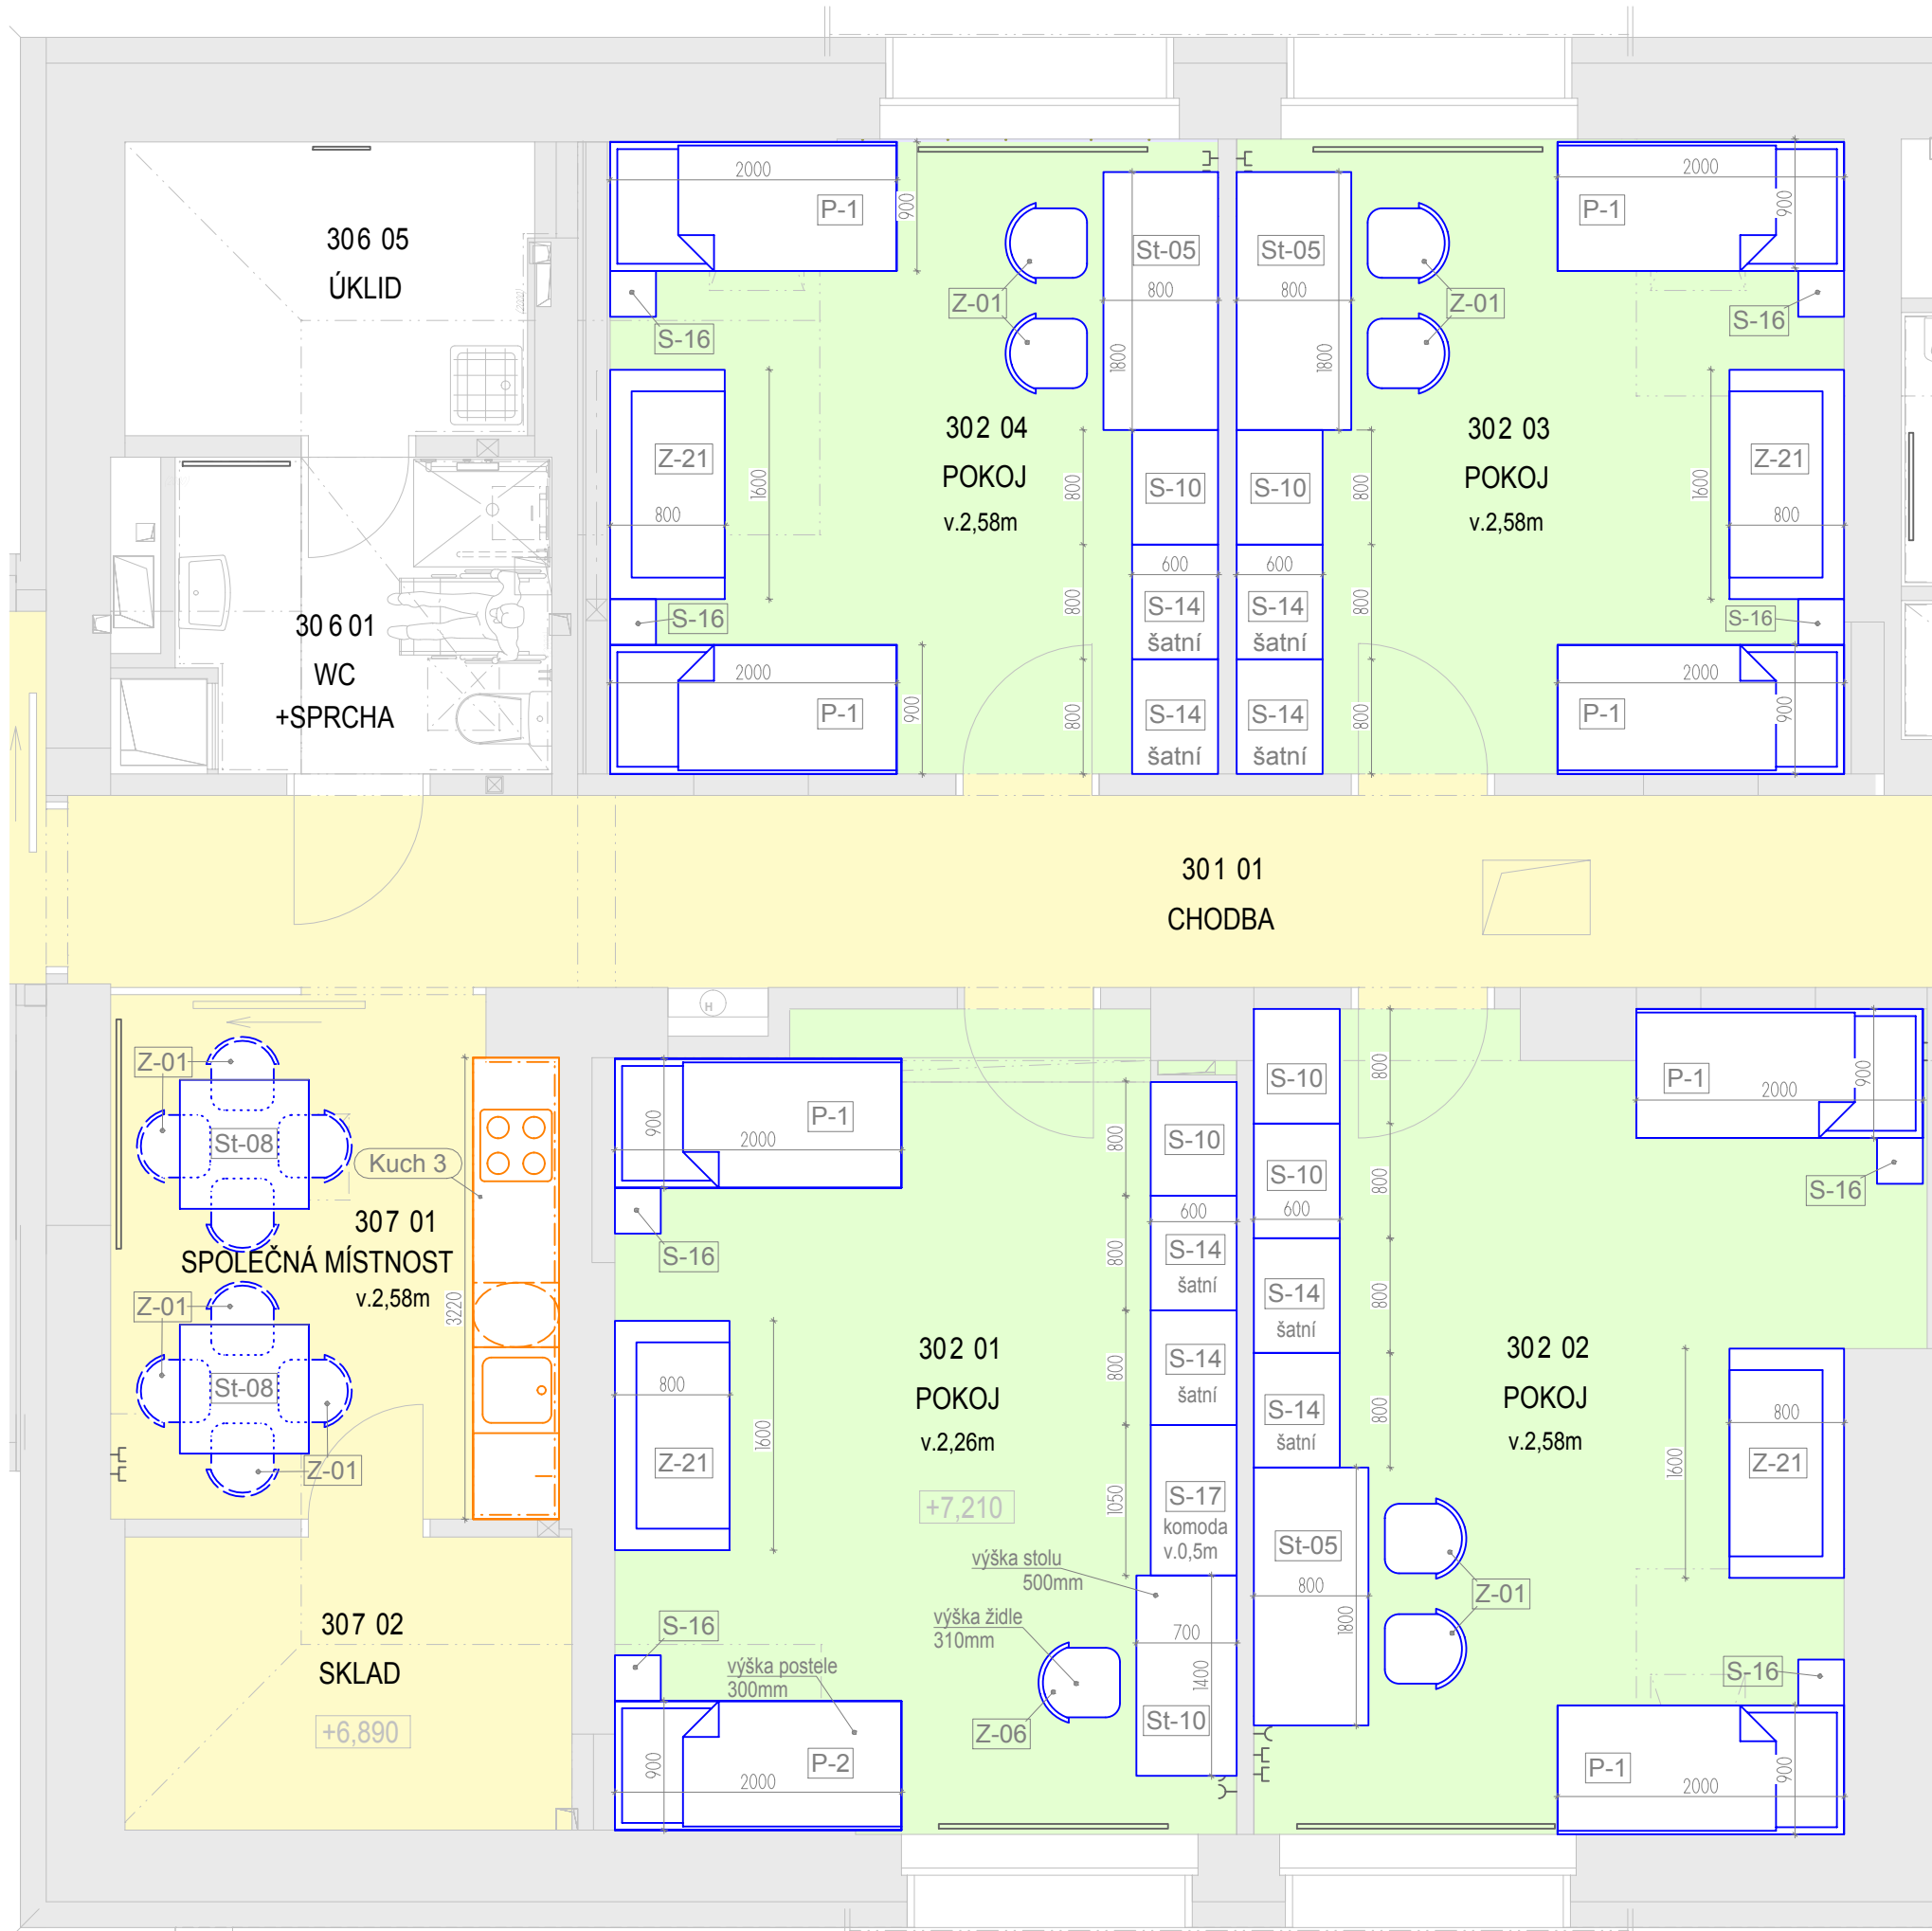 306 05
ÚKLID
30 6 01
WC
+SPRCHA
2000
900
P-1
S-16
Z-01
St-05
800
1800
302 04
POKOJ
v.2,58m
Z-21
800
1600
S-10
800
600
S-14
šatní
800
S-14
šatní
800
S-16
2000
900
P-1
St-05
800
1800
Z-01
2000
900
P-1
S-16
302 03
POKOJ
v.2,58m
Z-21
800
1600
S-10
800
600
S-14
šatní
800
S-14
šatní
800
S-16
2000
900
P-1
301 01
CHODBA
H
Z-01
St-08
Kuch 3
307 01
SPOLEČNÁ MÍSTNOST
v.2,58m
3220
Z-01
St-08
Z-01
307 02
SKLAD
+6,890
900
P-1
2000
S-16
S-10
800
600
S-14
šatní
800
S-14
šatní
800
302 01
POKOJ
v.2,26m
800
Z-21
1600
+7,210
S-17
komoda
v.0,5m
1050
výška stolu
500mm
výška židle
310mm
700
1400
St-10
Z-06
S-16
výška postele
300mm
900
P-2
2000
S-10
800
S-10
800
600
S-14
šatní
800
S-14
šatní
800
P-1
2000
900
S-16
302 02
POKOJ
v.2,58m
800
Z-21
1600
St-05
800
1800
Z-01
S-16
P-1
2000
900